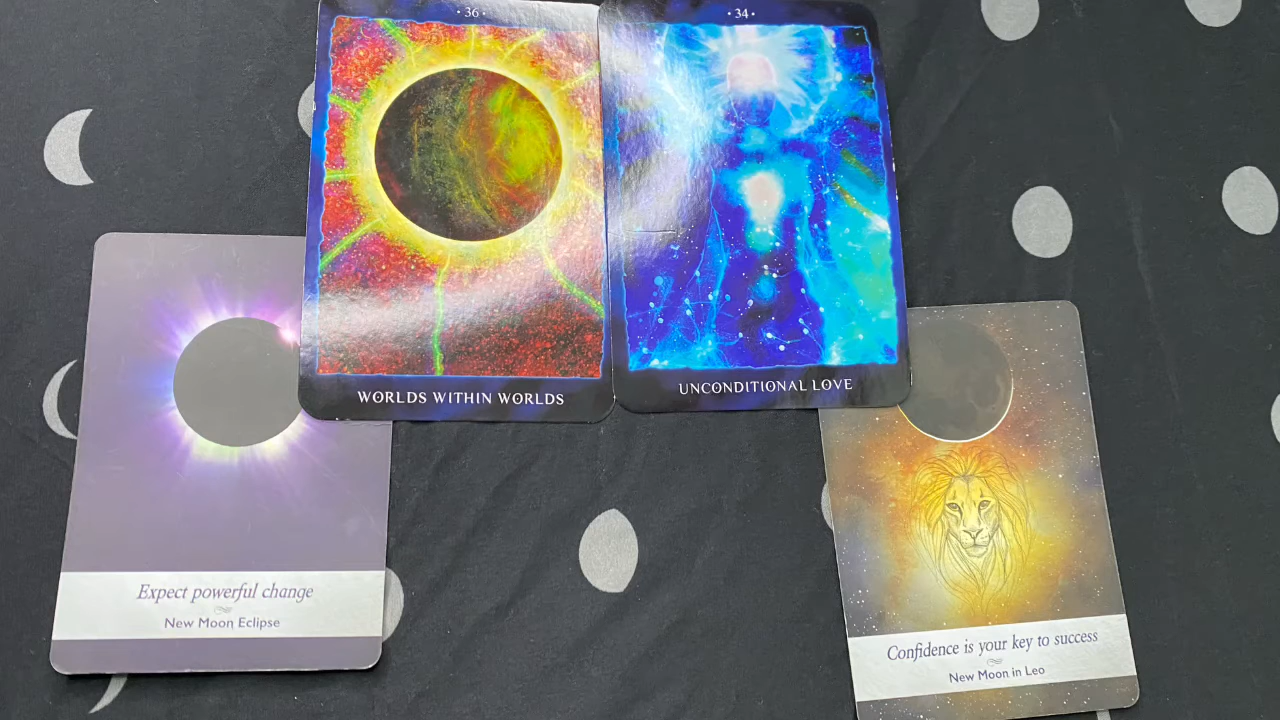 • 36 •
WORLDS WITHIN WORLDS
• 34 •
UNCONDITIONAL LOVE
Expect powerful change
New Moon Eclipse
Confidence is your key to success
New Moon in Leo